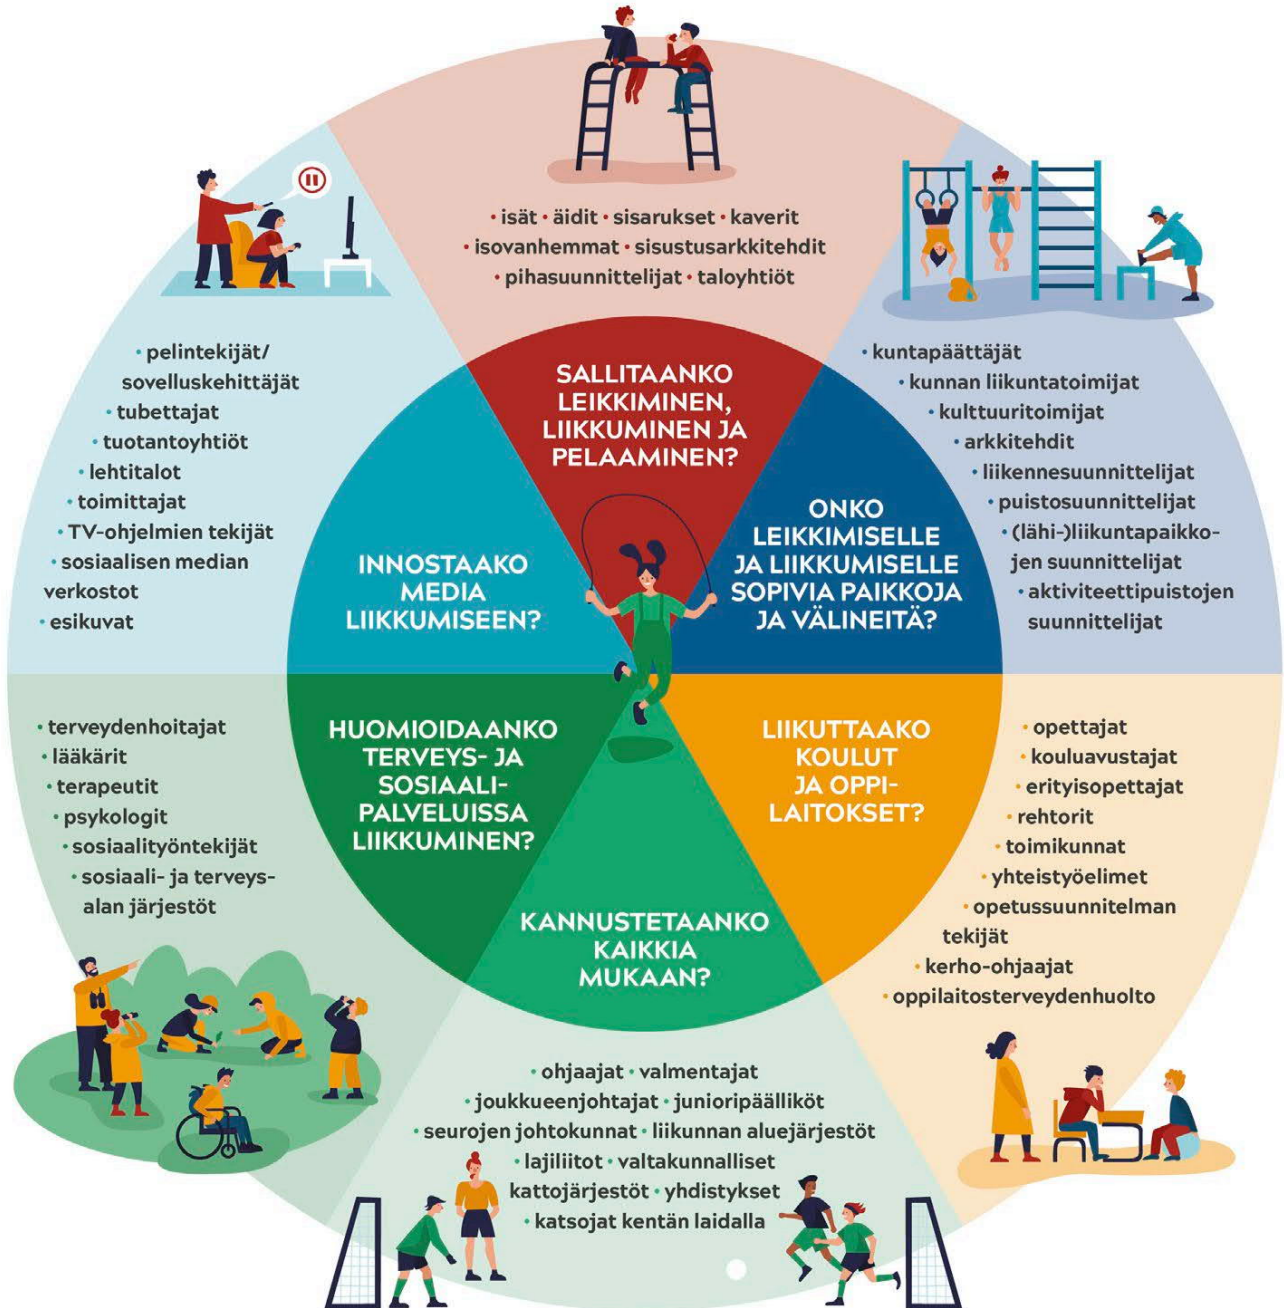 • isät • äidit • sisarukset • kaverit
• isovanhemmat • sisustusarkkitehdit
• pihasuunnittelijat • taloyhtiöt
SALLITAANKO
LEIKKIMINEN,
LIIKKUMINEN JA
PELAAMINEN?
• kuntapäättäjät
• kunnan liikuntatoimijat
• kulttuuritoimijat
• arkkitehdit
• liikennesuunnittelijat
• puistosuunnittelijat
• (lähi-)liikuntapaikko-
jen suunnittelijat
• aktiviteettipuistojen
suunnittelijat
ONKO
LEIKKIMISELLE
JA LIIKKUMISELLE
SOPIVIA PAIKKOJA
JA VÄLINEITÄ?
• opettajat
• kouluavustajat
• erityisopettajat
• rehtorit
• toimikunnat
• yhteistyöelimet
• opetussuunnitelman
tekijät
• kerho-ohjaajat
• oppilaitosterveydenhuolto
LIIKUTTAAKO
KOULUT
JA OPPI-
LAITOKSET?
KANNUSTETAANKO
KAIKKIA
MUKAAN?
• ohjaajat • valmentajat
• joukkueenjohtajat • junioripäälliköt
• seurojen johtokunnat • liikunnan aluejärjestöt
• lajiliitot • valtakunnalliset
kattojärjestöt • yhdistykset
• katsojat kentän laidalla
HUOMIOIDAANKO
TERVEYS- JA
SOSIAALI-
PALVELUISSA
LIIKKUMINEN?
• terveydenhoitajat
• lääkärit
• terapeutit
• psykologit
• sosiaalityöntekijät
• sosiaali- ja terveys-
alan järjestöt
INNOSTAAKO
MEDIA
LIIKKUMISEEN?
• pelintekijät/
sovelluskehittäjät
• tubettajat
• tuotantoyhtiöt
• lehtitalot
• toimittajat
• TV-ohjelmien tekijät
• sosiaalisen median
verkostot
• esikuvat